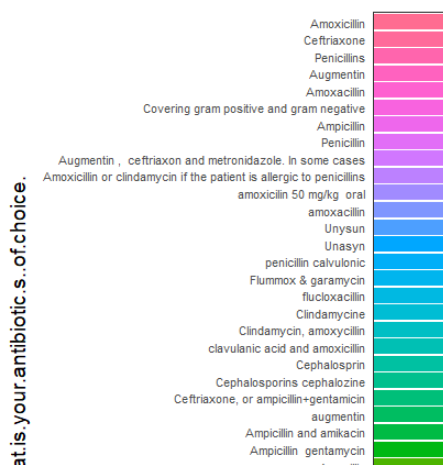 Amoxicillin
Ceftriaxone
Penicillins
Augmentin
Amoxacillin
Covering gram positive and gram negative
Ampicillin
Penicillin
Augmentin , ceftriaxon and metronidazole. In some cases
Amoxicillin or clindamycin if the patient is allergic to penicillins
amoxicilin 50 mg/kg oral
amoxacillin
Unysun
Unasyn
penicillin calvulonic
Flummox & garamycin
flucloxacillin
Clindamycine
Clindamycin, amoxycillin
clavulanic acid and amoxicillin
Cephalosprin
Cephalosporins cephalozine
Ceftriaxone, or ampicillin+gentamicin
augmentin
Ampicillin and amikacin
Ampicillin gentamycin
at.is.your.antibiotic.s..of.choice.